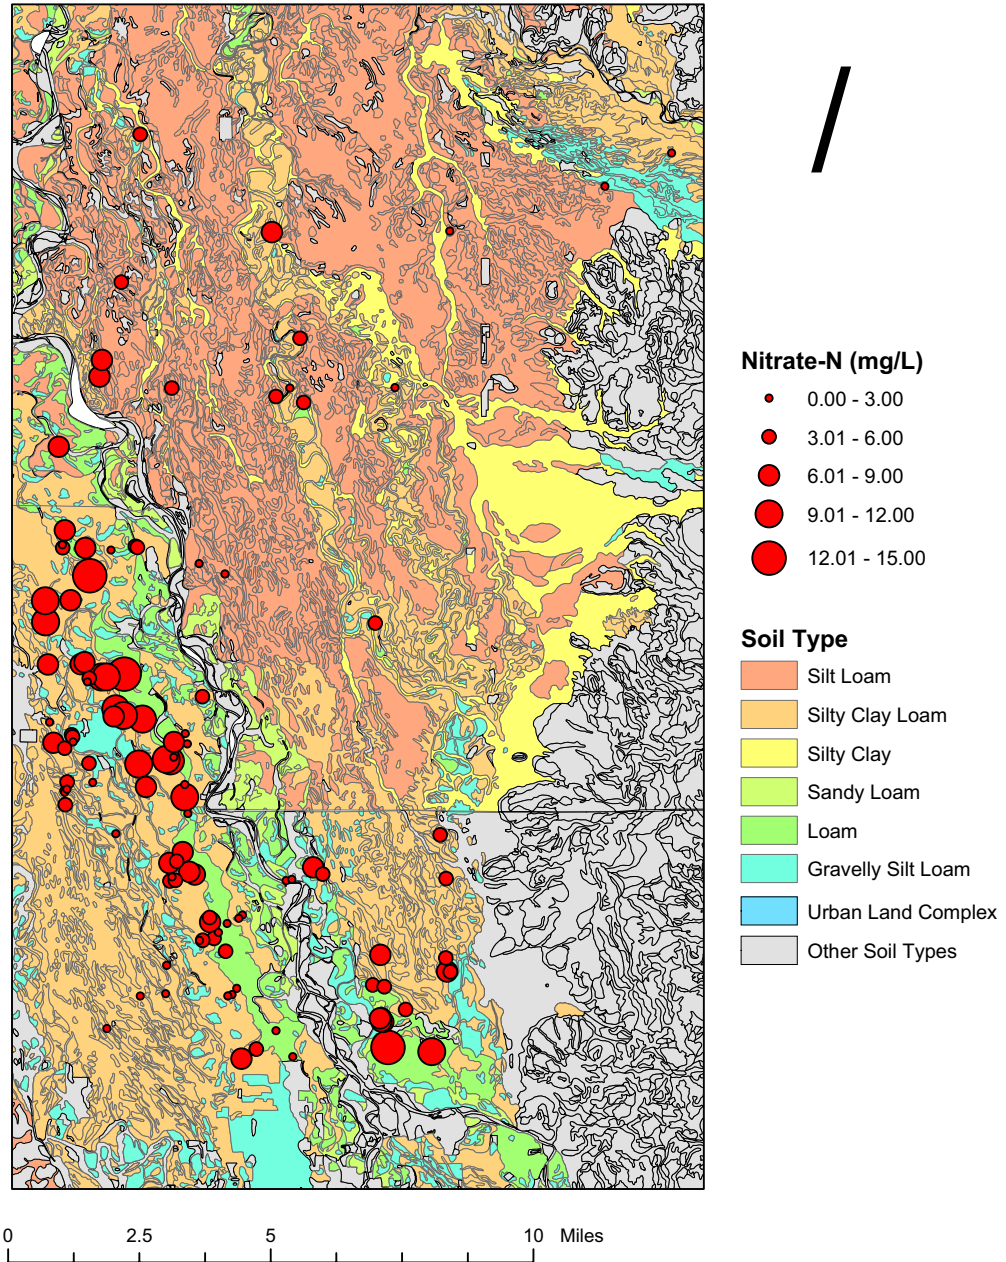 Nitrate-N (mg/L)
0.00 - 3.00
3.01 - 6.00
6.01 - 9.00
9.01 - 12.00
12.01 - 15.00
Soil Type
Silt Loam
Silty Clay Loam
Silty Clay
Sandy Loam
Loam
Gravelly Silt Loam
Urban Land Complex
Other Soil Types
0 2.5 5 10 Miles